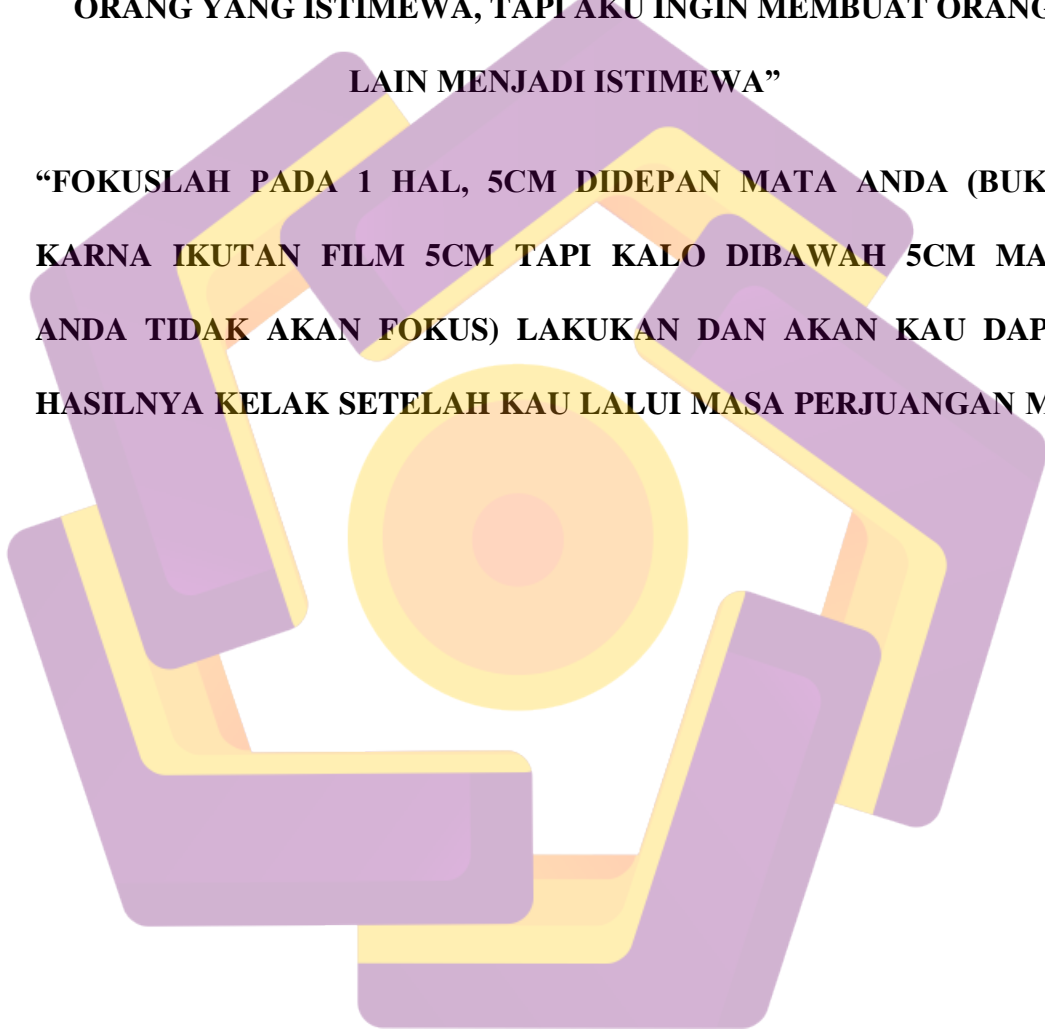 ORANG YANG ISTIMEWA, TAPI AKU INGIN MEMBUAT ORANG
LAIN MENJADI ISTIMEWA”
“FOKUSLAH PADA 1 HAL, 5CM DIDEPAN MATA ANDA (BUK
KARNA IKUTAN FILM 5CM TAPI KALO DIBAWAH 5CM MA
ANDA TIDAK AKAN FOKUS) LAKUKAN DAN AKAN KAU DAP
HASILNYA KELAK SETELAH KAU LALUI MASA PERJUANGAN M